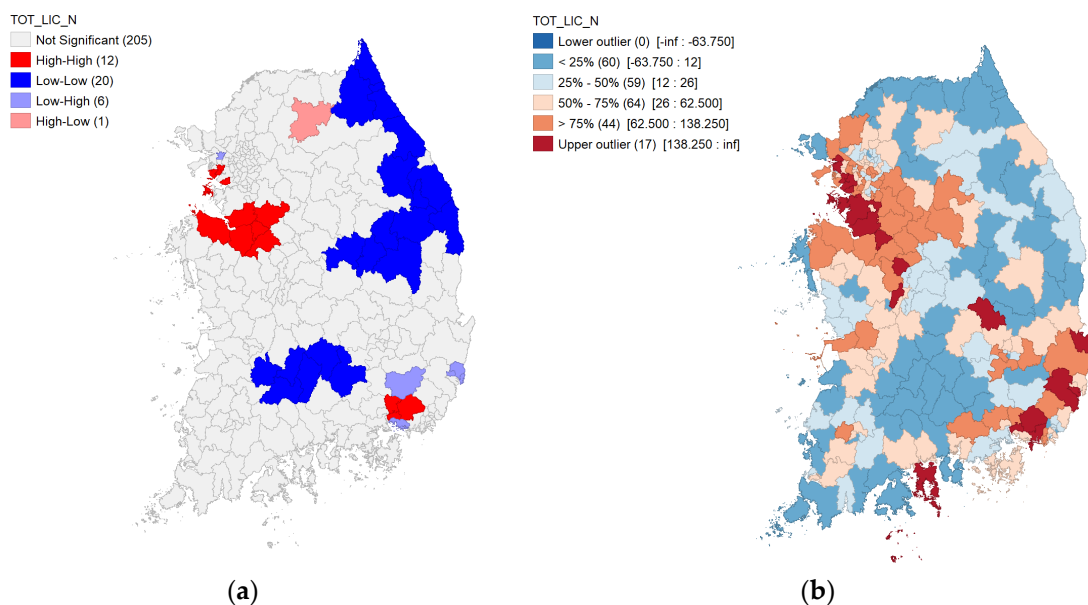 TOT_LIC_N
Not Significant (205)
High-High (12)
Low-Low (20)
Low-High (6)
High-Low (1)
TOT_LIC_N
Lower outlier (0) [-inf : -63.750]
< 25% (60) [-63.750 : 12]
25% - 50% (59) [12 : 26]
50% - 75% (64) [26 : 62.500]
> 75% (44) [62.500 : 138.250]
Upper outlier (17) [138.250 : inf]
(a)
(b)